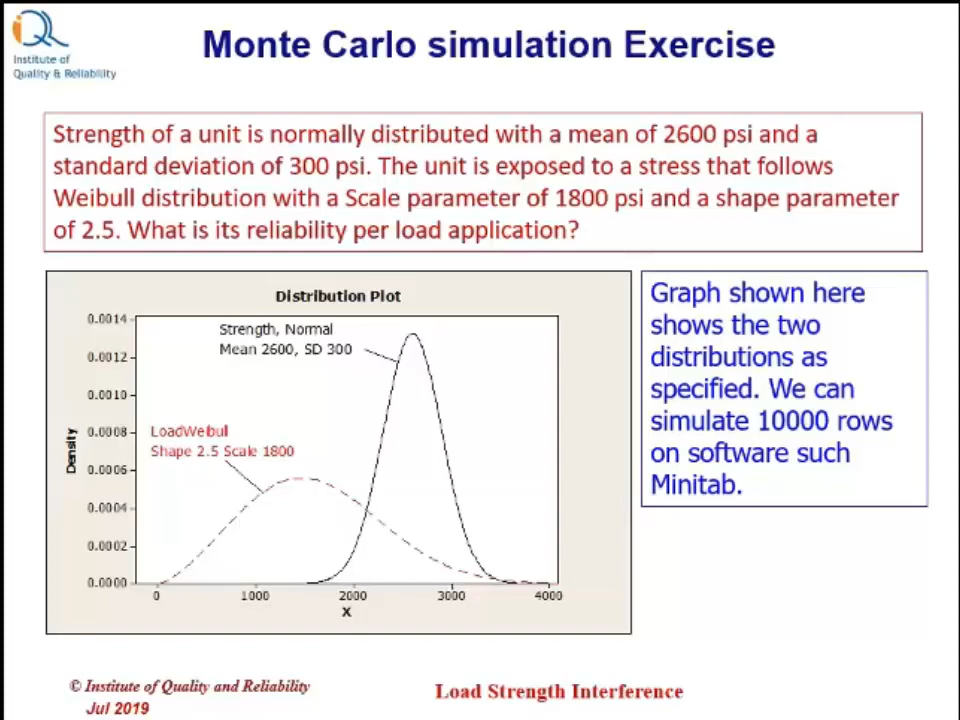 Institute of
Quality & Reliability
Monte Carlo simulation Exercise
Strength of a unit is normally distributed with a mean of 2600 psi and a
standard deviation of 300 psi. The unit is exposed to a stress that follows
Weibull distribution with a Scale parameter of 1800 psi and a shape parameter
of 2.5. What is its reliability per load application?
Distribution Plot
0.0014
0.0012
0.0010
0.0008
0.0006
0.0004
0.0002
0.0000
Density
Strength, Normal
Mean 2600, SD 300
LoadWeibul
Shape 2.5 Scale 1800
0 1000 2000 3000 4000
X
Graph shown here
shows the two
distributions as
specified. We can
simulate 10000 rows
on software such
Minitab.
© Institute of Quality and Reliability
Jul 2019
Load Strength Interference